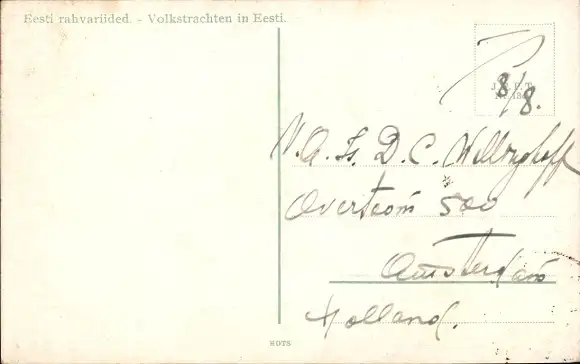 Eesti rahvariided. - Volkstrachten in Eesti.
8/8.
D. C.
Overtoom 500
Amsterdam
Holland.